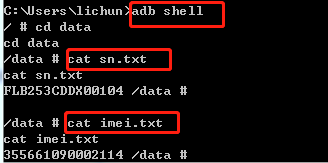 C:\Users\lichun>adb shell
/ # cd data
cd data
/data # cat sn.txt
cat sn.txt
FLB253CDDX00104 /data #
/data # cat imei.txt
cat imei.txt
355661090002114 /data #